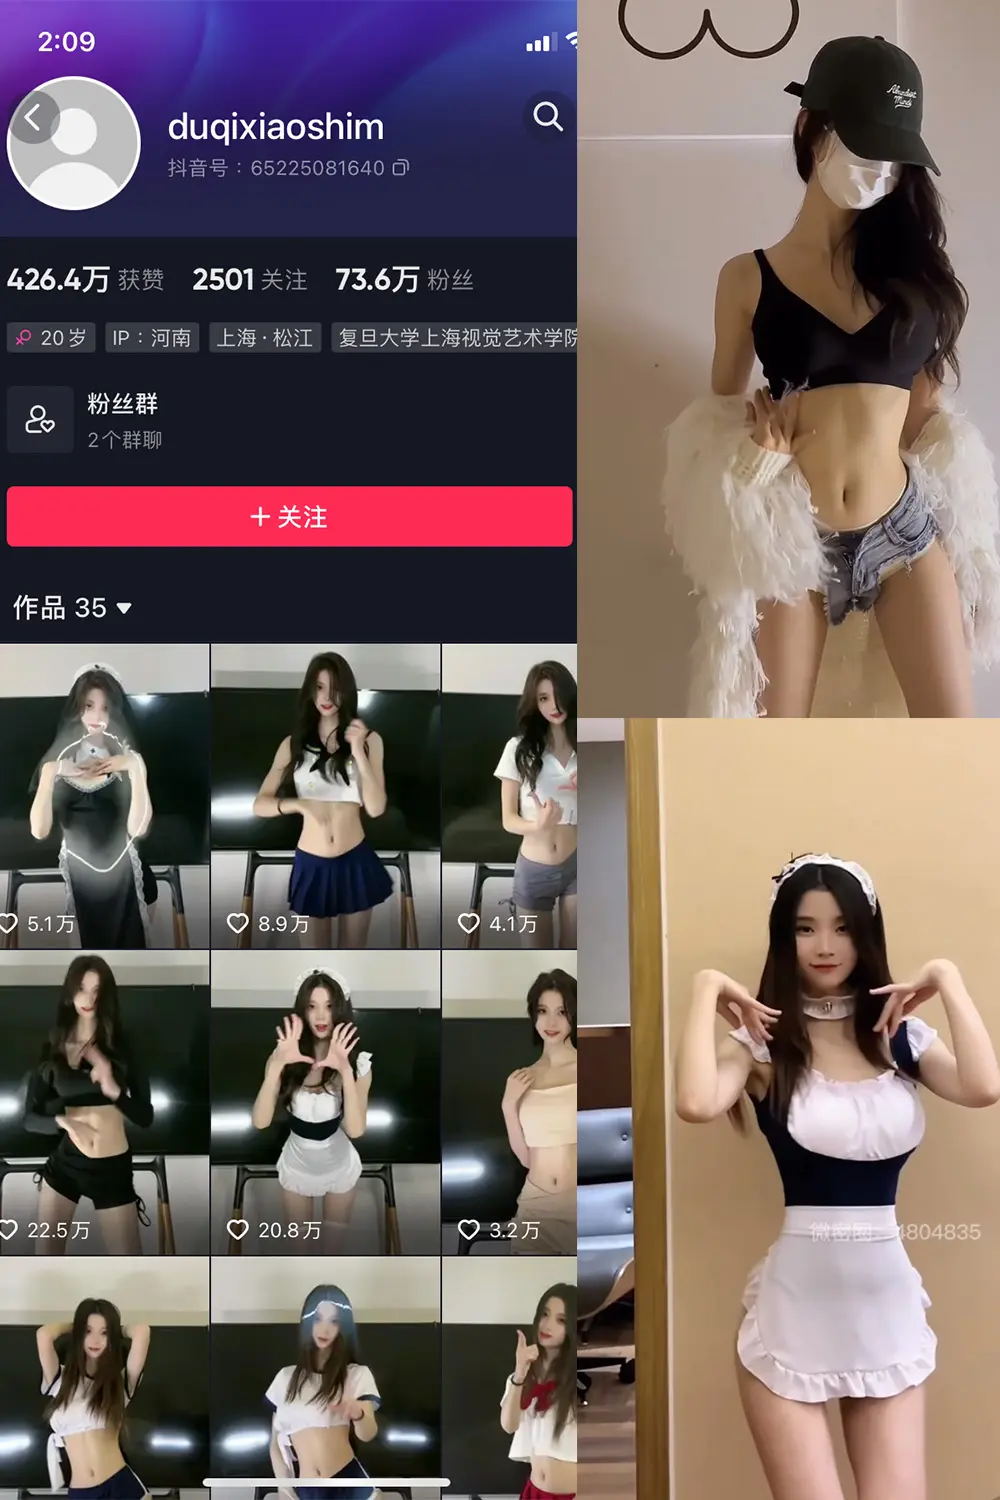 2:09
duqixiaoshim
抖音号：65225081640
426.4万 获赞 2501 关注 73.6万 粉丝
20岁 IP：河南 上海·松江 复旦大学上海视觉艺术学院
粉丝群
2个群聊
+ 关注
作品 35
5.1万 8.9万 4.1万
22.5万 20.8万 3.2万
Abundant
Minds
4804835